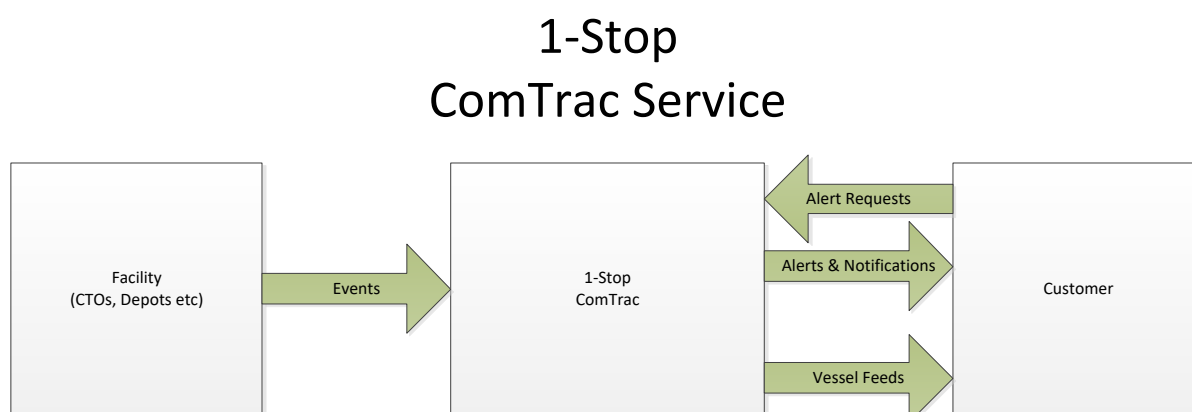 1-Stop
ComTrac Service
Alert Requests
Facility
(CTOs, Depots etc)
Events
1-Stop
ComTrac
Alerts & Notifications
Customer
Vessel Feeds